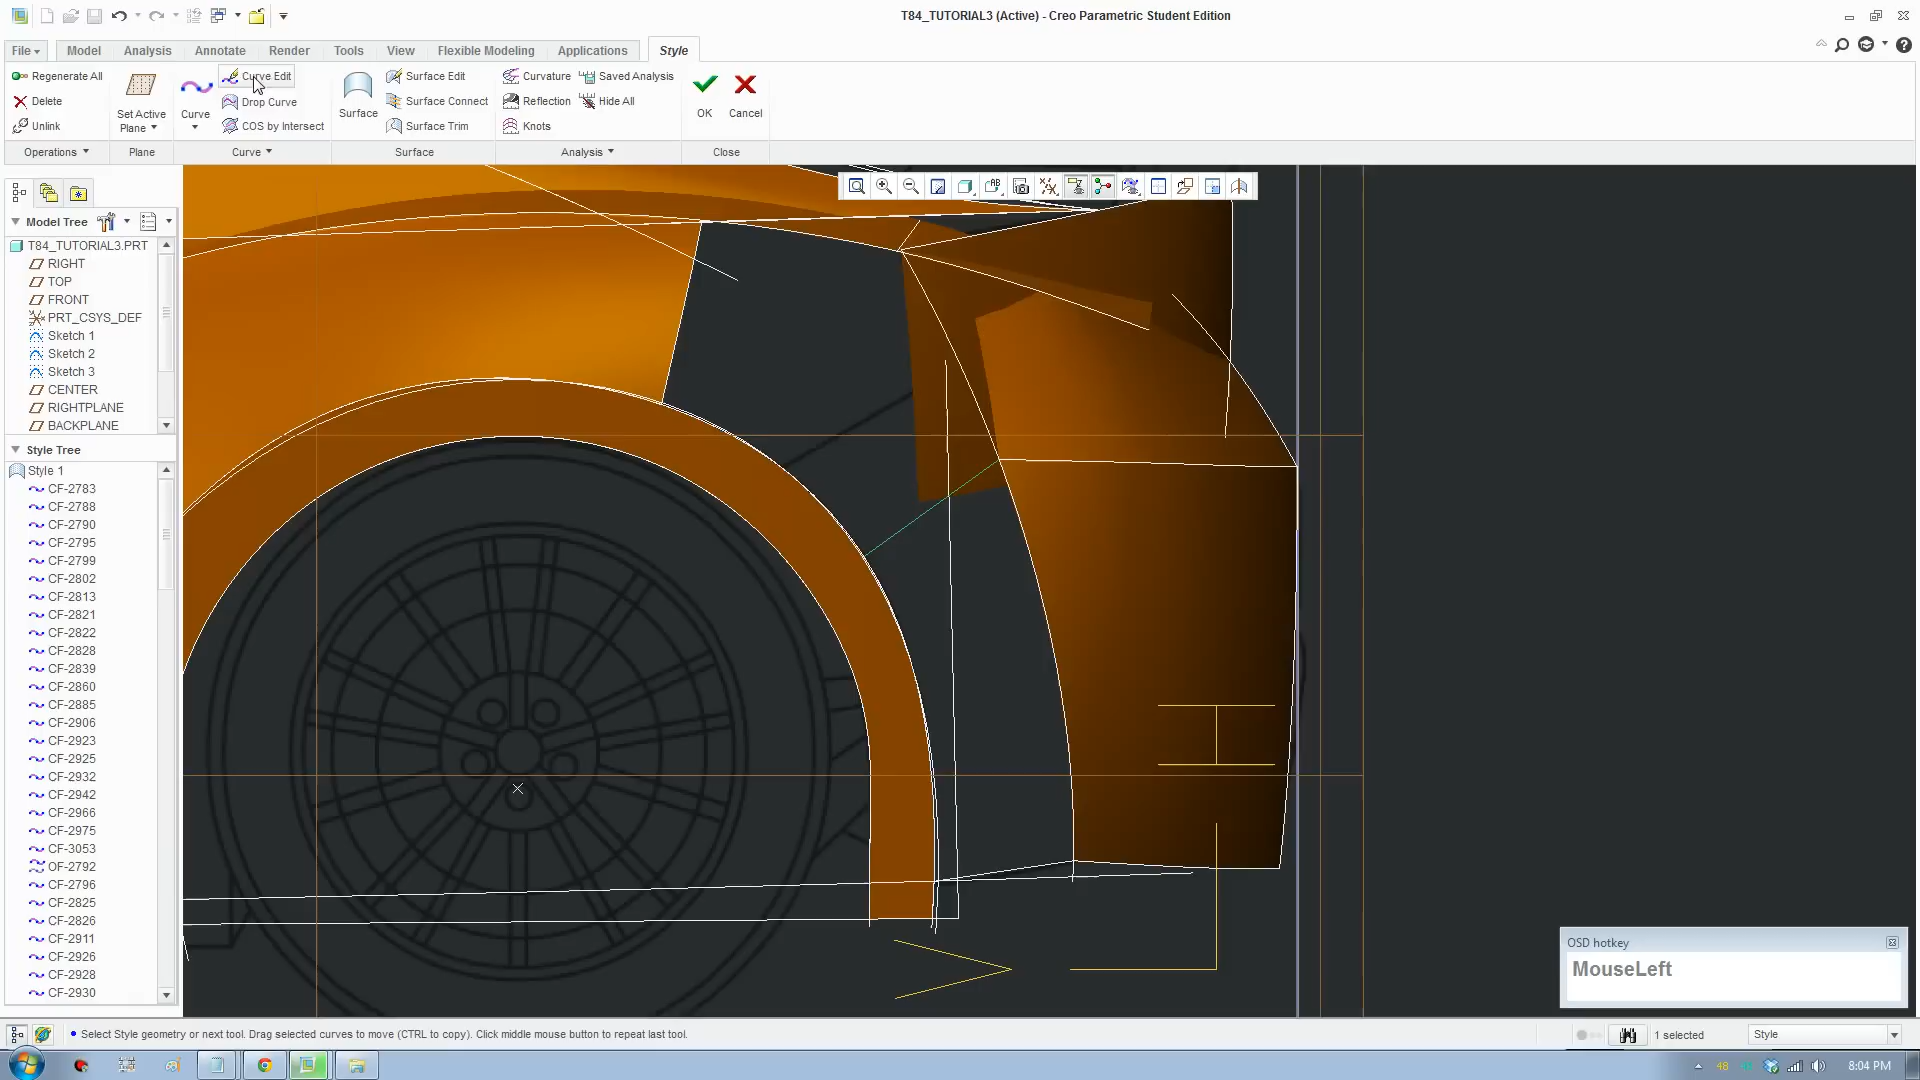 T84_TUTORIAL3 (Active) - Creo Parametric Student Edition
File Model Analysis Annotate Render Tools View Flexible Modeling Applications Style
Regenerate All
Delete
Unlink
Set Active Plane
Curve
Curve Edit
Drop Curve
COS by Intersect
Surface
Surface Edit
Surface Connect
Surface Trim
Curvature
Reflection
Knots
Saved Analysis
Hide All
OK
Cancel
Operations Plane Curve Surface Analysis Close
Model Tree
T84_TUTORIAL3.PRT
RIGHT
TOP
FRONT
PRT_CSYS_DEF
Sketch 1
Sketch 2
Sketch 3
CENTER
RIGHTPLANE
BACKPLANE
Style Tree
Style 1
CF-2783
CF-2788
CF-2790
CF-2795
CF-2799
CF-2802
CF-2813
CF-2821
CF-2822
CF-2828
CF-2839
CF-2860
CF-2885
CF-2906
CF-2923
CF-2925
CF-2932
CF-2942
CF-2966
CF-2975
CF-3053
OF-2792
CF-2796
CF-2825
CF-2826
CF-2911
CF-2926
CF-2928
CF-2930
OSD hotkey
MouseLeft
Select Style geometry or next tool. Drag selected curves to move (CTRL to copy). Click middle mouse button to repeat last tool.
1 selected
Style
48
8:04 PM